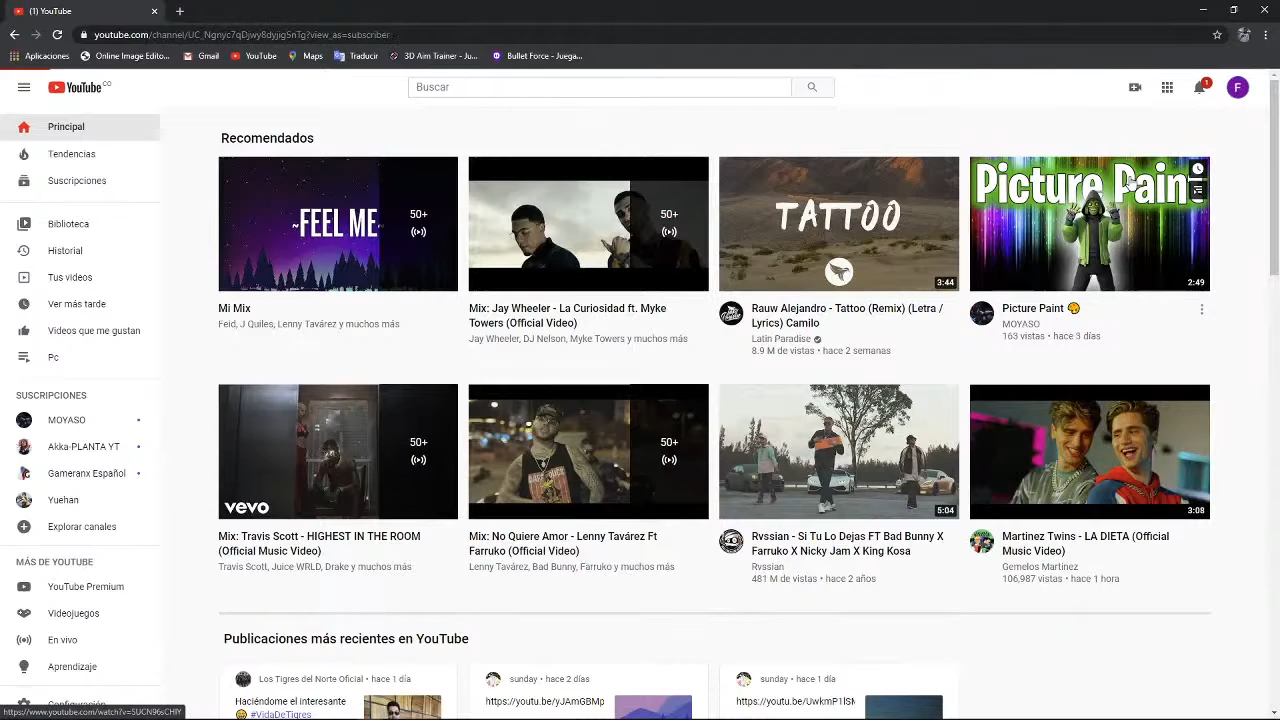 (1) YouTube
youtube.com/channel/UC_Ngnyc7qDjwy8dyjigSnTg?view_as=subscriber
Aplicaciones Online Image Edito... Gmail YouTube Maps Traducir 3D Aim Trainer - Ju... Bullet Force - Juega...
YouTube CO
Buscar
1
F
Principal
Tendencias
Suscripciones
Biblioteca
Historial
Tus videos
Ver más tarde
Videos que me gustan
Pc
SUSCRIPCIONES
MOYASO
Akka-PLANTA YT
Gameranx Español
Yuehan
Explorar canales
MÁS DE YOUTUBE
YouTube Premium
Videojuegos
En vivo
Aprendizaje
Configuración
https://www.youtube.com/watch?v=5UCN96sCHIY
Recomendados
~FEEL ME~
50+
Mi Mix
Feid, J Quiles, Lenny Tavárez y muchos más
50+
Mix: Jay Wheeler - La Curiosidad ft. Myke
Towers (Official Video)
Jay Wheeler, DJ Nelson, Myke Towers y muchos más
TATTOO
3:44
Rauw Alejandro - Tattoo (Remix) (Letra /
Lyrics) Camilo
Latin Paradise
8.9 M de vistas • hace 2 semanas
Picture Pain
2:49
Picture Paint 🤔
MOYASO
163 vistas • hace 3 días
50+
vevo
Mix: Travis Scott - HIGHEST IN THE ROOM
(Official Music Video)
Travis Scott, Juice WRLD, Drake y muchos más
50+
Mix: No Quiere Amor - Lenny Tavárez Ft
Farruko (Official Video)
Lenny Tavárez, Bad Bunny, Farruko y muchos más
5:04
Rvssian - Si Tu Lo Dejas FT Bad Bunny X
Farruko X Nicky Jam X King Kosa
Rvssian
481 M de vistas • hace 2 años
3:08
Martinez Twins - LA DIETA (Official
Music Video)
Gemelos Martinez
106,987 vistas • hace 1 hora
Publicaciones más recientes en YouTube
Los Tigres del Norte Oficial • hace 1 día
Haciéndome el interesante
#VidaDeTigres
sunday • hace 2 días
https://youtu.be/yJAmGBMp
sunday • hace 1 día
https://youtu.be/UwkmP1lSM